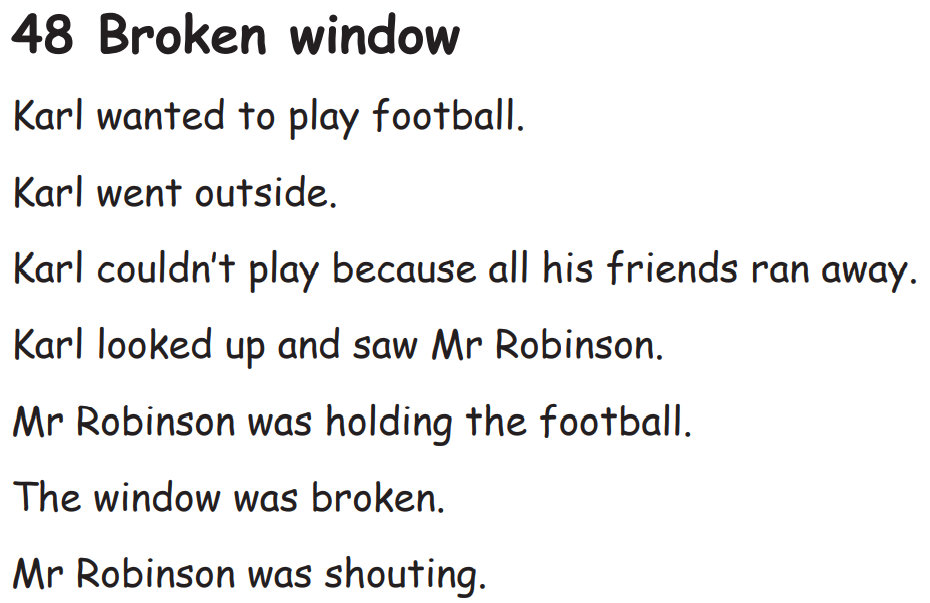 48 Broken window
Karl wanted to play football.
Karl went outside.
Karl couldn't play because all his friends ran away.
Karl looked up and saw Mr Robinson.
Mr Robinson was holding the football.
The window was broken.
Mr Robinson was shouting.